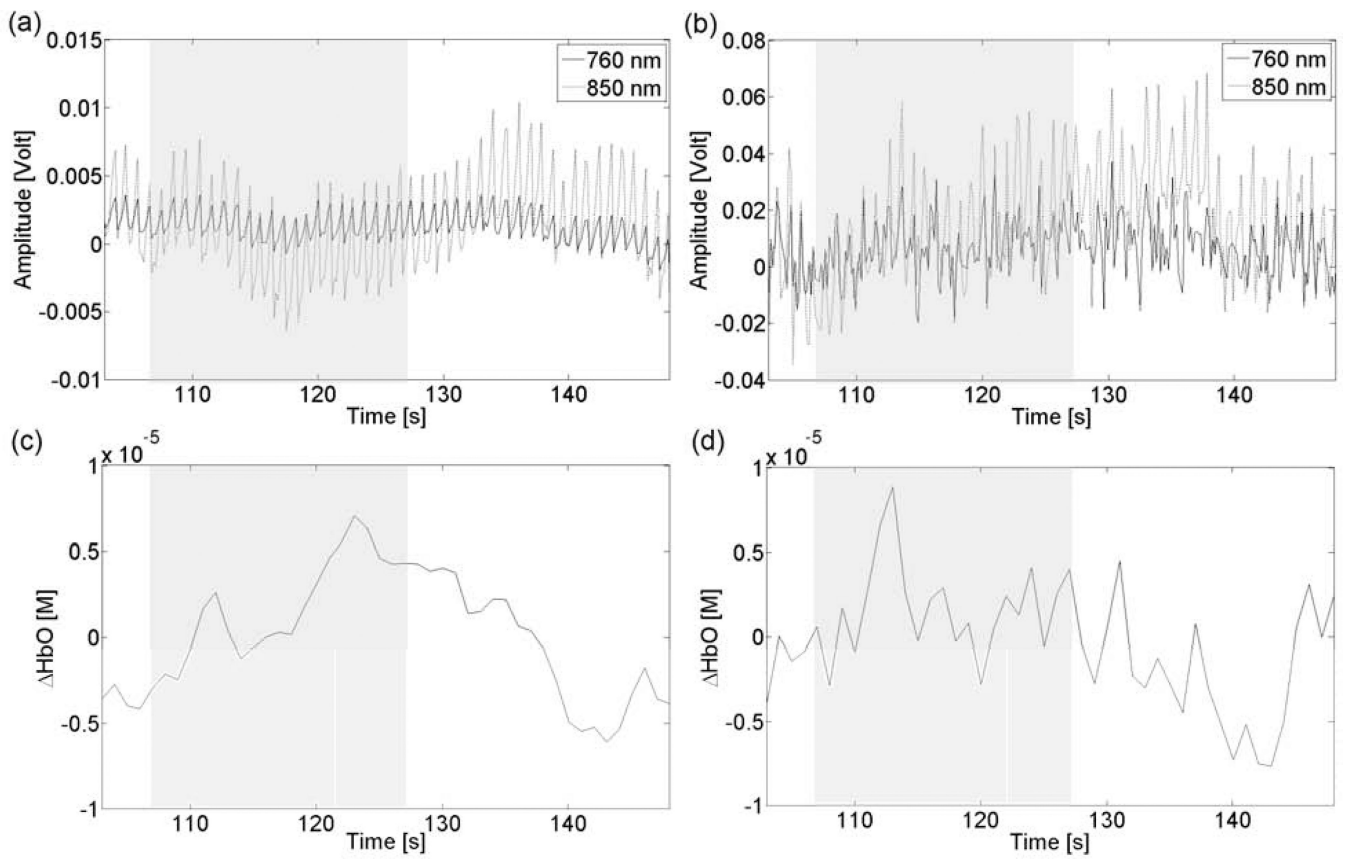 (a)
0.015
0.01
0.005
0
-0.005
-0.01
Amplitude [Volt]
760 nm
850 nm
110 120 130 140
Time [s]
(b)
0.08
0.06
0.04
0.02
0
-0.02
-0.04
Amplitude [Volt]
760 nm
850 nm
110 120 130 140
Time [s]
(c)
x 10-5
1
0.5
0
-0.5
-1
ΔHbO [M]
110 120 130 140
Time [s]
(d)
x 10-5
1
0.5
0
-0.5
-1
ΔHbO [M]
110 120 130 140
Time [s]